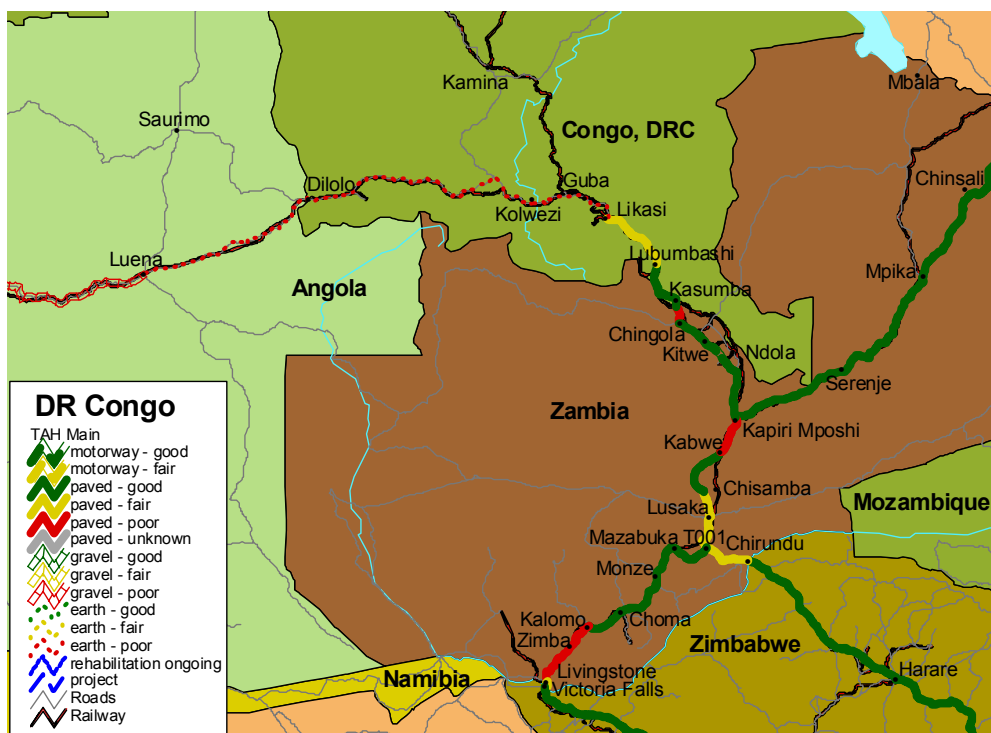 Kamina
Mbala
Saurimo
Congo, DRC
Chinsali
Dilolo
Guba
Kolwezi
Likasi
Luena
Lubumbashi
Mpika
Angola
Kasumba
Chingola
Kitwe
Ndola
Serenje
Zambia
Kapiri Mposhi
Kabwe
Chisamba
Mozambique
Lusaka
Mazabuka T001
Chirundu
Monze
Kalomo
Choma
Zimba
Zimbabwe
Livingstone
Harare
Namibia
Victoria Falls
DR Congo
TAH Main
motorway - good
motorway - fair
paved - good
paved - fair
paved - poor
paved - unknown
gravel - good
gravel - fair
gravel - poor
earth - good
earth - fair
earth - poor
rehabilitation ongoing
project
Roads
Railway